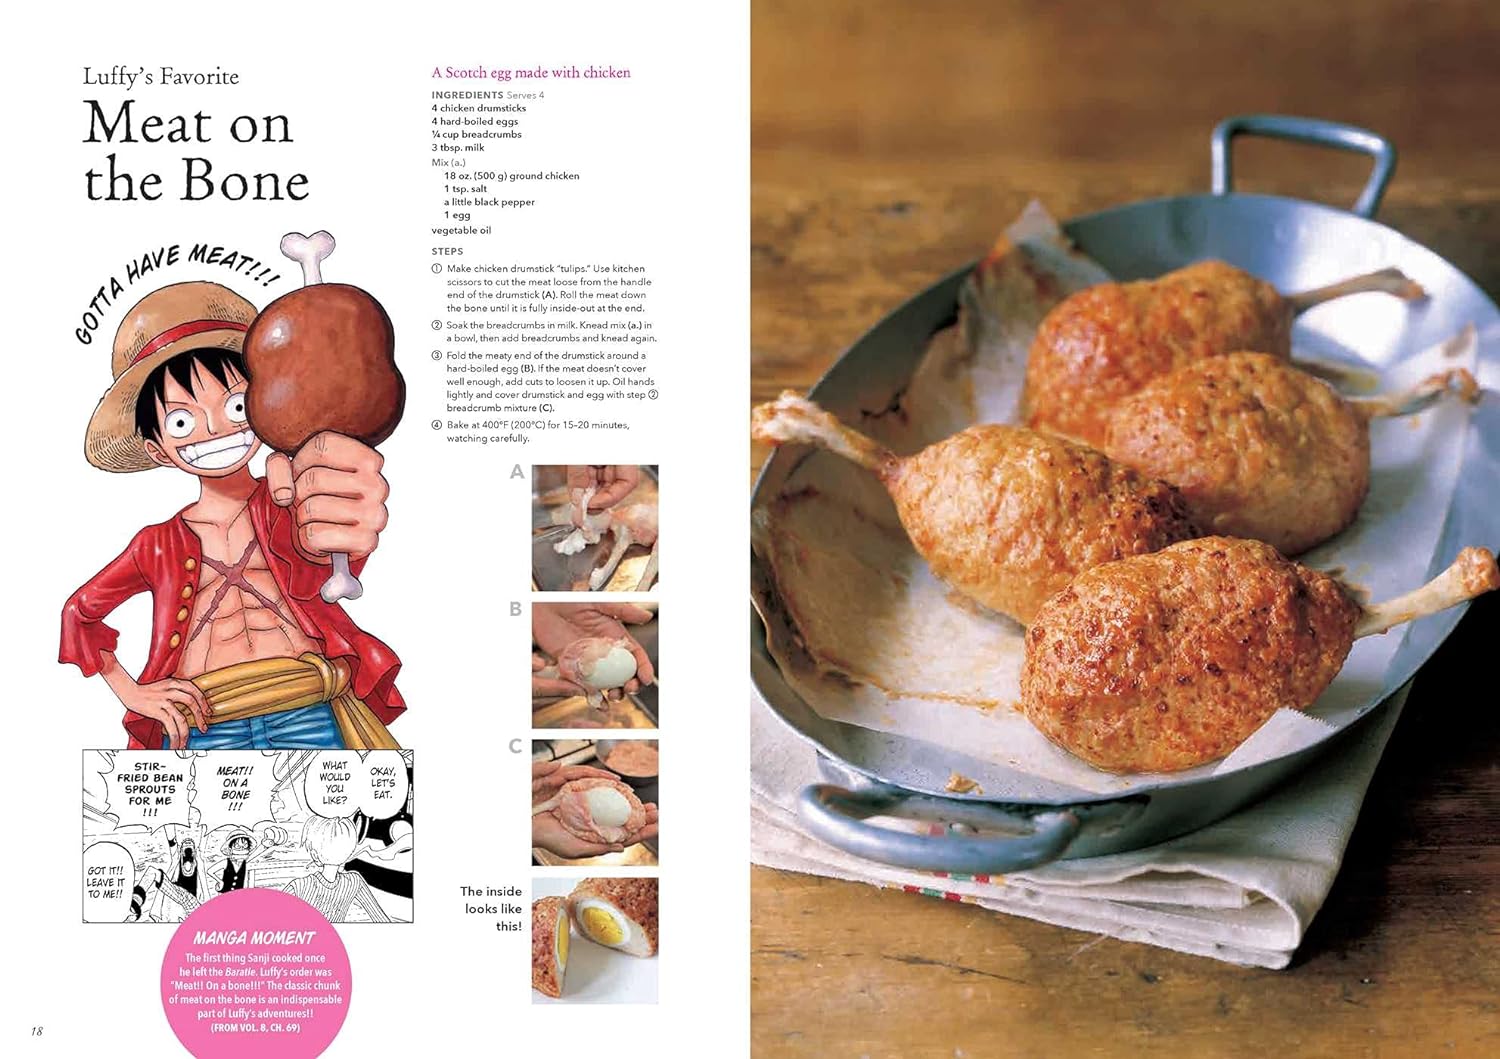 Luffy's Favorite
Meat on
the Bone
GOTTA HAVE MEAT!!!
A Scotch egg made with chicken
INGREDIENTS Serves 4
4 chicken drumsticks
4 hard-boiled eggs
¼ cup breadcrumbs
3 tbsp. milk
Mix (a.)
18 oz. (500 g) ground chicken
1 tsp. salt
a little black pepper
1 egg
vegetable oil
STEPS
① Make chicken drumstick "tulips." Use kitchen
scissors to cut the meat loose from the handle
end of the drumstick (A). Roll the meat down
the bone until it is fully inside-out at the end.
② Soak the breadcrumbs in milk. Knead mix (a.) in
a bowl, then add breadcrumbs and knead again.
③ Fold the meaty end of the drumstick around a
hard-boiled egg (B). If the meat doesn't cover
well enough, add cuts to loosen it up. Oil hands
lightly and cover drumstick and egg with step ②
breadcrumb mixture (C).
④ Bake at 400°F (200°C) for 15–20 minutes,
watching carefully.
A
B
C
The inside
looks like
this!
STIR-
FRIED BEAN
SPROUTS
FOR ME
!!!
MEAT!!
ON A
BONE
!!!
WHAT
WOULD
YOU
LIKE?
OKAY,
LET'S
EAT.
GOT IT!!
LEAVE IT
TO ME!!
MANGA MOMENT
The first thing Sanji cooked once
he left the Baratie. Luffy's order was
"Meat!! On a bone!!!" The classic chunk
of meat on the bone is an indispensable
part of Luffy's adventures!!
(FROM VOL. 8, CH. 69)
18